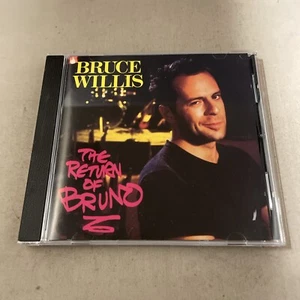 BRUCE
WILLIS
THE
RETURN
OF
BRUNO